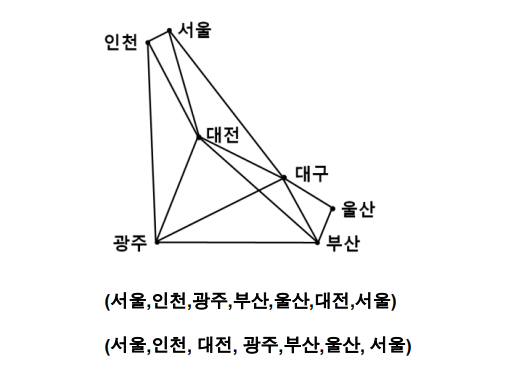 서울
인천
대전
대구
울산
광주
부산
(서울,인천,광주,부산,울산,대전,서울)
(서울,인천, 대전, 광주,부산,울산, 서울)